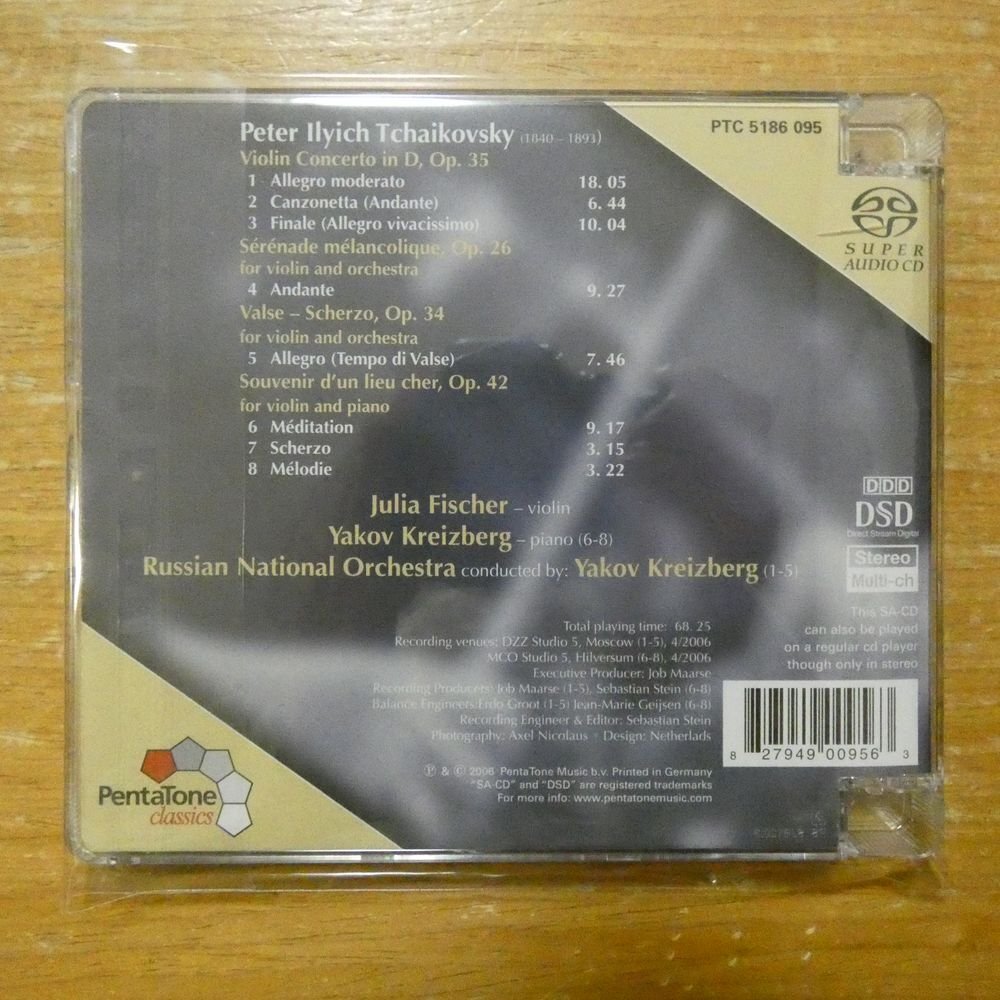 Peter Ilyich Tchaikovsky (1840 – 1893)
Violin Concerto in D, Op. 35
1 Allegro moderato 18. 05
2 Canzonetta (Andante) 6. 44
3 Finale (Allegro vivacissimo) 10. 04
Sérénade mélancolique, Op. 26
for violin and orchestra
4 Andante 9. 27
Valse – Scherzo, Op. 34
for violin and orchestra
5 Allegro (Tempo di Valse) 7. 46
Souvenir d'un lieu cher, Op. 42
for violin and piano
6 Méditation 9. 17
7 Scherzo 3. 15
8 Mélodie 3. 22
Julia Fischer – violin
Yakov Kreizberg – piano (6-8)
Russian National Orchestra conducted by: Yakov Kreizberg (1-5)
Total playing time: 68. 25
Recording venues: DZZ Studio 5, Moscow (1-5), 4/2006
MCO Studio 5, Hilversum (6-8), 4/2006
Executive Producer: Job Maarse
Recording Producers: Job Maarse (1-5), Sebastian Stein (6-8)
Balance Engineers:Erdo Groot (1-5) Jean-Marie Geijsen (6-8)
Recording Engineer & Editor: Sebastian Stein
Photography: Axel Nicolaus • Design: Netherlads
℗ & © 2006 PentaTone Music b.v. Printed in Germany
"SA-CD" and "DSD" are registered trademarks
For more info: www.pentatonemusic.com
PTC 5186 095
SUPER
AUDIO CD
DDD
DSD
Direct Stream Digital
Stereo
Multi-ch
This SA-CD
can also be played
on a regular cd player
though only in stereo
8 27949 00956 3
PentaTone
classics